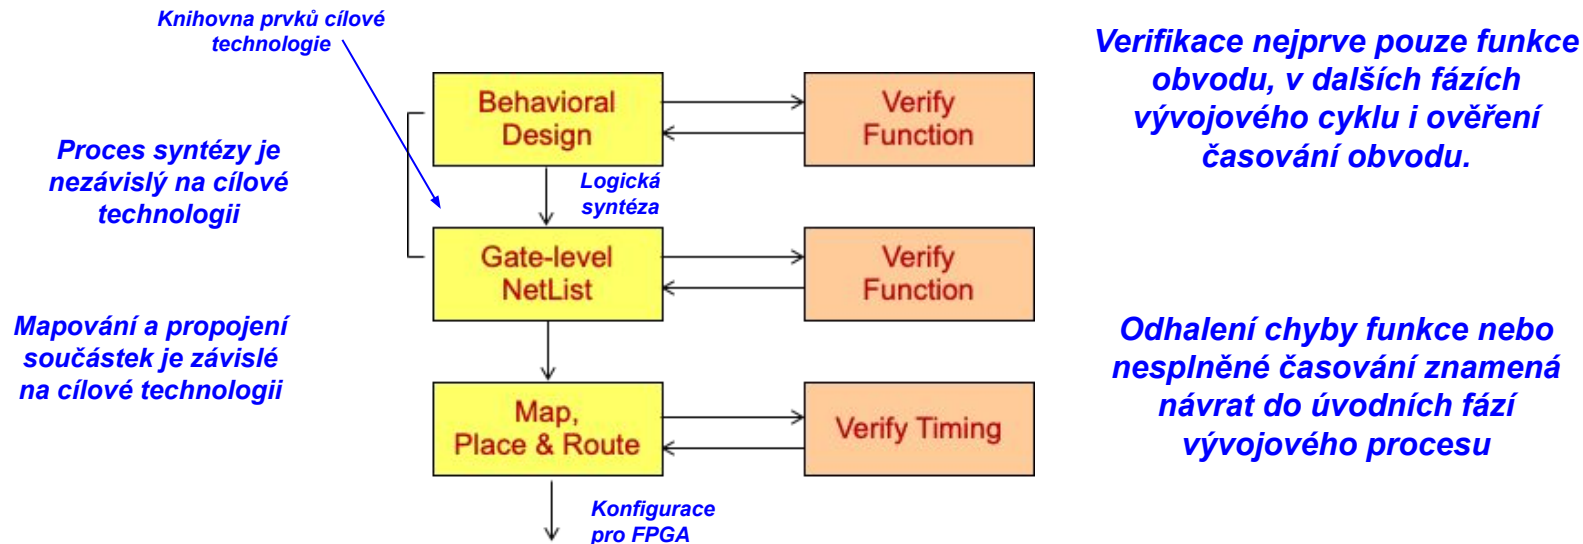 Knihovna prvků cílové
technologie
Verifikace nejprve pouze funkce
obvodu, v dalších fázích
vývojového cyklu i ověření
časování obvodu.
Behavioral
Design
Verify
Function
Proces syntézy je
nezávislý na cílové
technologii
Logická
syntéza
Gate-level
NetList
Verify
Function
Mapování a propojení
součástek je závislé
na cílové technologii
Odhalení chyby funkce nebo
nesplněné časování znamená
návrat do úvodních fází
vývojového procesu
Map,
Place & Route
Verify Timing
Konfigurace
pro FPGA